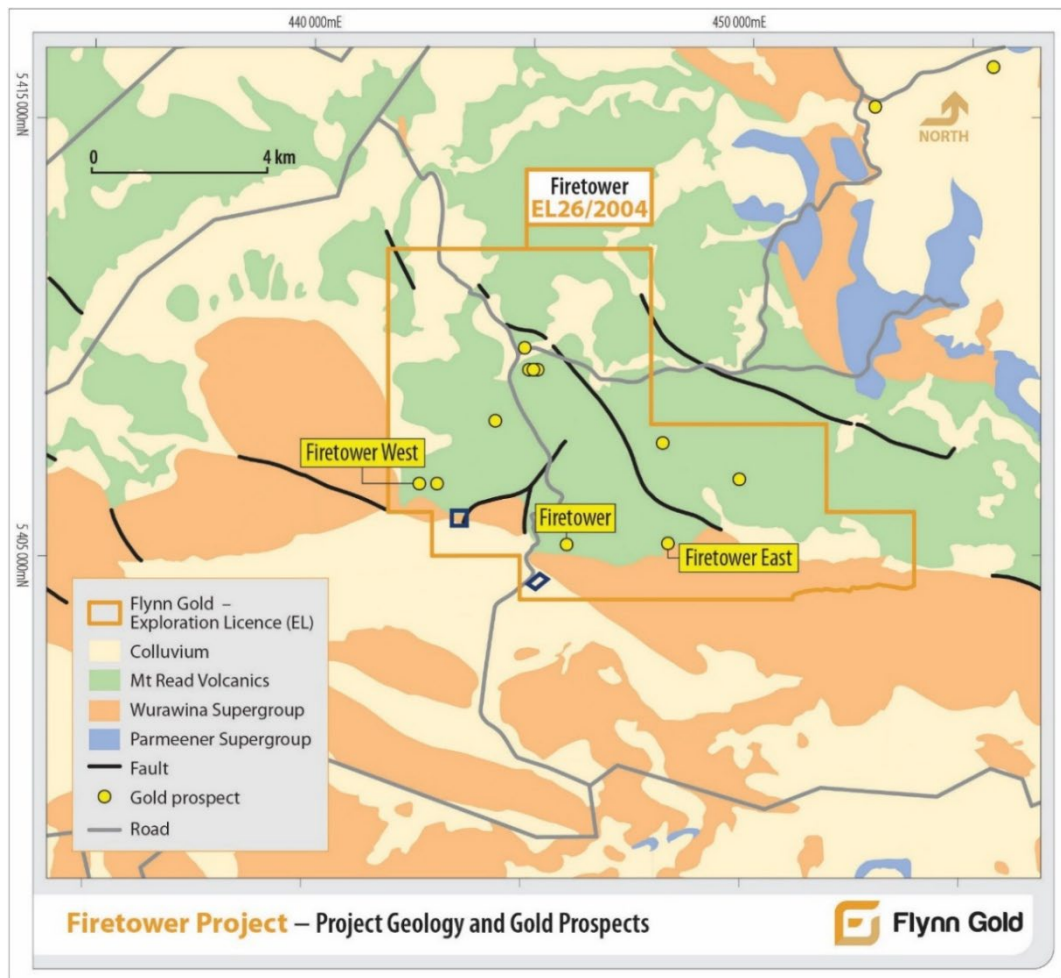 440 000mE
450 000mE
5 415 000mN
0
4 km
NORTH
Firetower
EL26/2004
Firetower West
Firetower
5 405 000mN
Firetower East
Flynn Gold –
Exploration Licence (EL)
Colluvium
Mt Read Volcanics
Wurawina Supergroup
Parmeener Supergroup
Fault
Gold prospect
Road
Firetower Project – Project Geology and Gold Prospects
Flynn Gold